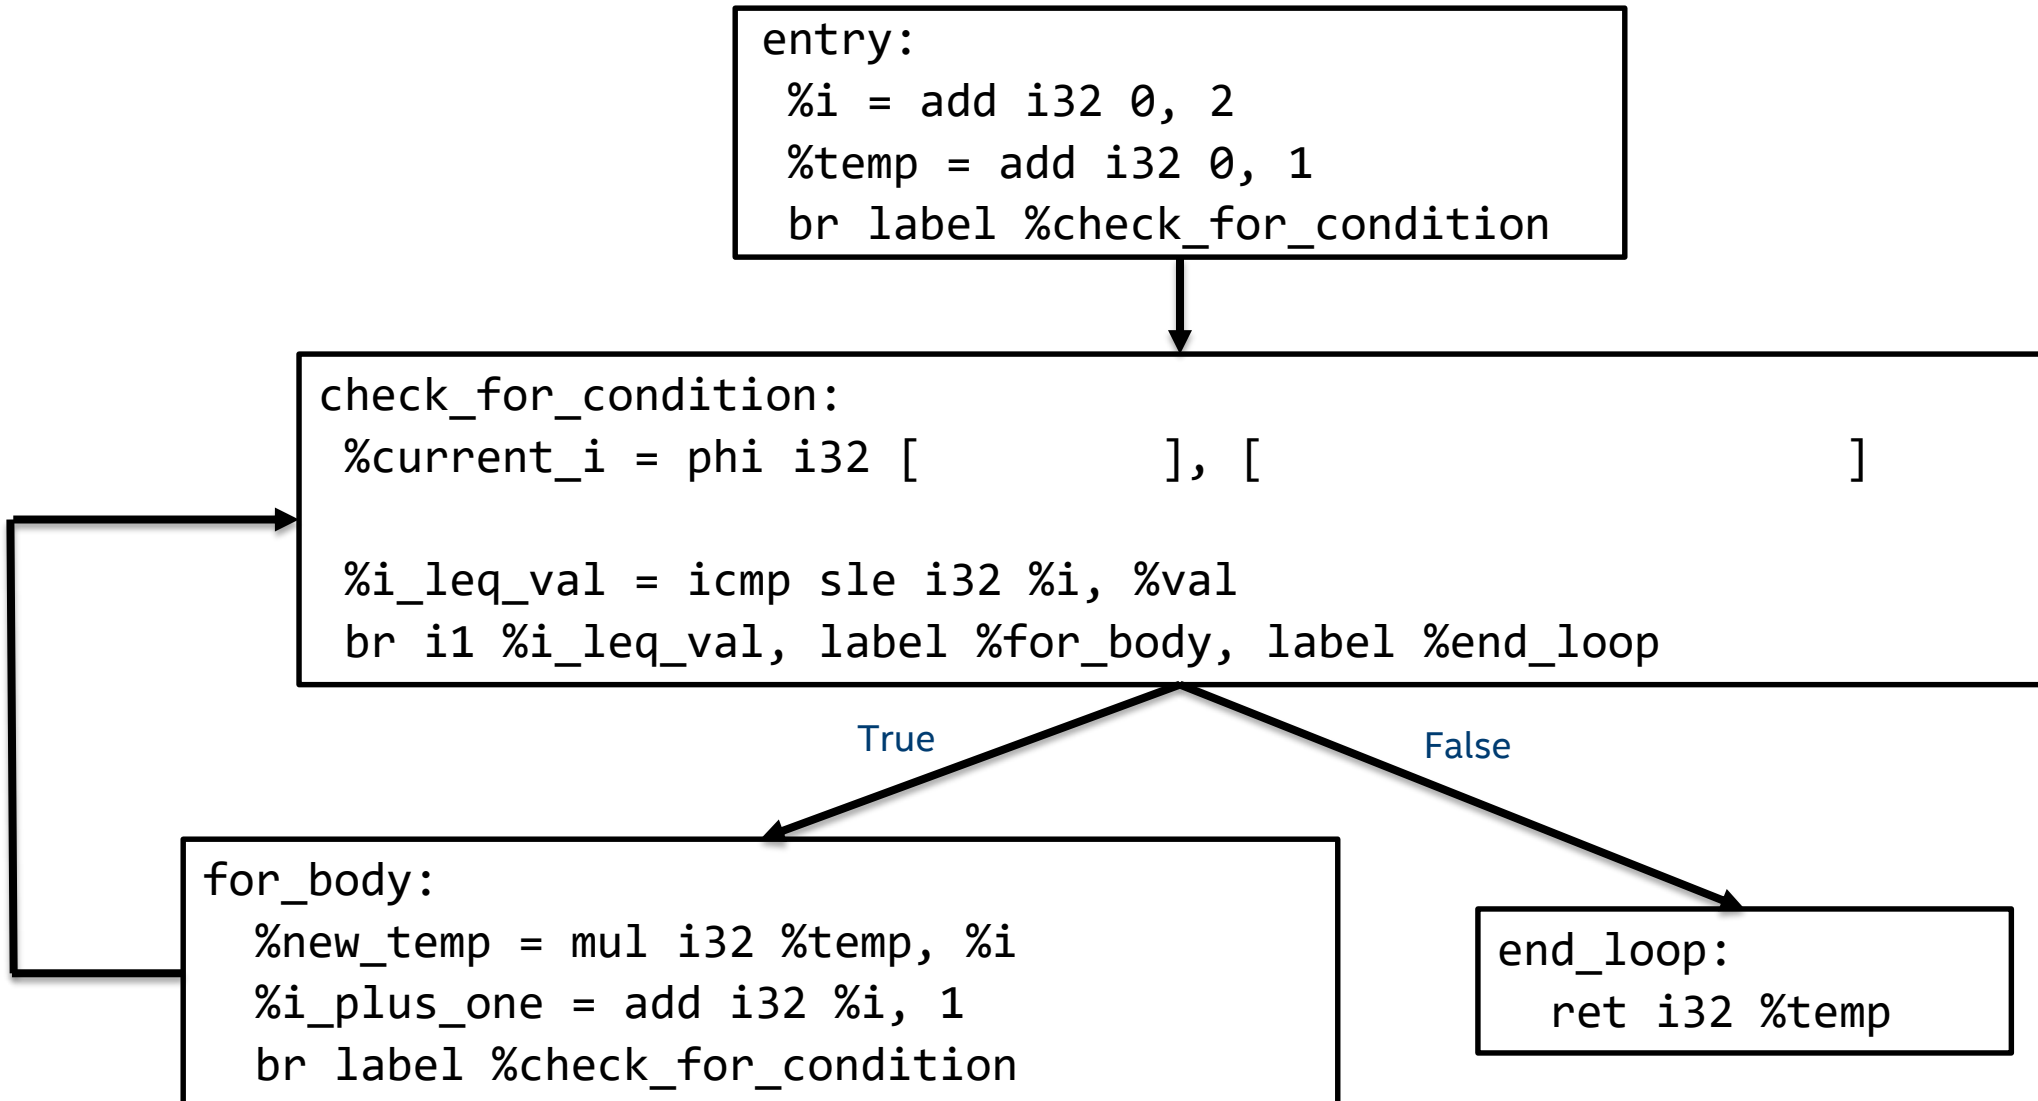 entry:
%i = add i32 0, 2
%temp = add i32 0, 1
br label %check_for_condition
check_for_condition:
%current_i = phi i32 [ ], [ ]
%i_leq_val = icmp sle i32 %i, %val
br i1 %i_leq_val, label %for_body, label %end_loop
True
False
for_body:
%new_temp = mul i32 %temp, %i
%i_plus_one = add i32 %i, 1
br label %check_for_condition
end_loop:
ret i32 %temp